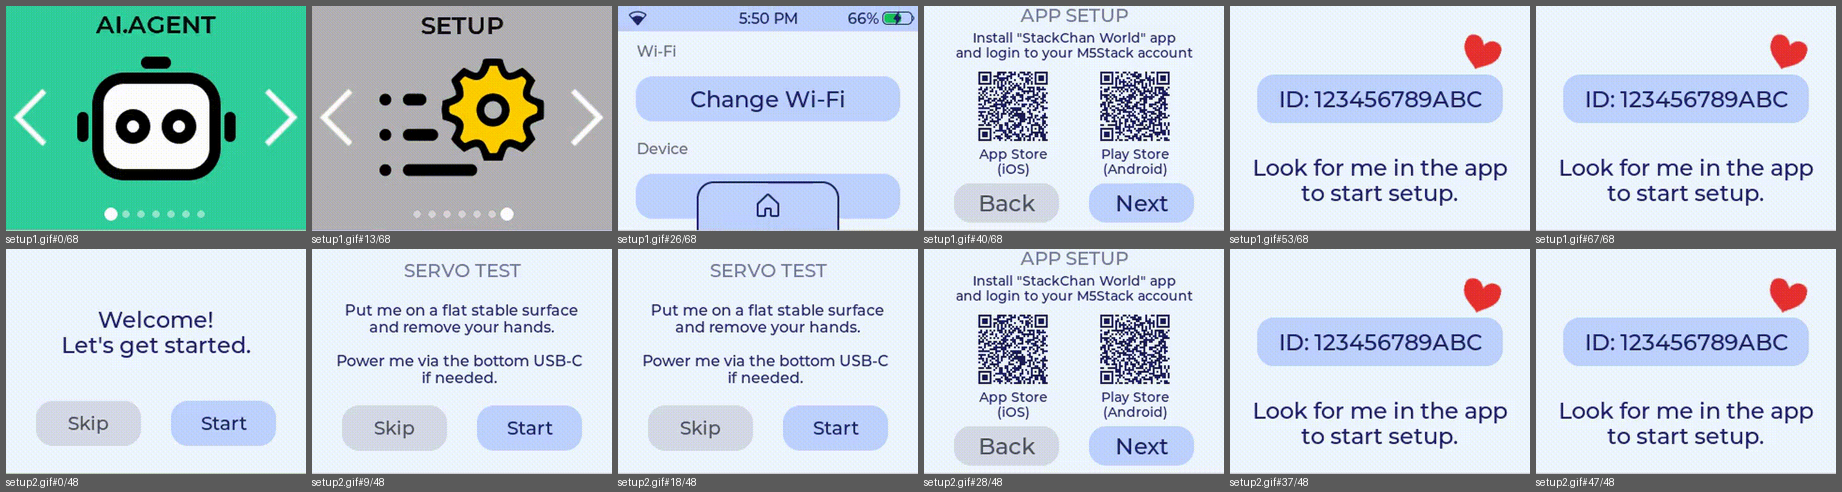 AI.AGENT
setup1.gif#0/68
SETUP
setup1.gif#13/68
5:50 PM 66%
Wi-Fi
Change Wi-Fi
Device
setup1.gif#26/68
APP SETUP
Install "StackChan World" app
and login to your M5Stack account
App Store
(iOS)
Play Store
(Android)
Back
Next
setup1.gif#40/68
ID: 123456789ABC
Look for me in the app
to start setup.
setup1.gif#53/68
ID: 123456789ABC
Look for me in the app
to start setup.
setup1.gif#67/68
Welcome!
Let's get started.
Skip
Start
setup2.gif#0/48
SERVO TEST
Put me on a flat stable surface
and remove your hands.
Power me via the bottom USB-C
if needed.
Skip
Start
setup2.gif#9/48
SERVO TEST
Put me on a flat stable surface
and remove your hands.
Power me via the bottom USB-C
if needed.
Skip
Start
setup2.gif#18/48
APP SETUP
Install "StackChan World" app
and login to your M5Stack account
App Store
(iOS)
Play Store
(Android)
Back
Next
setup2.gif#28/48
ID: 123456789ABC
Look for me in the app
to start setup.
setup2.gif#37/48
ID: 123456789ABC
Look for me in the app
to start setup.
setup2.gif#47/48